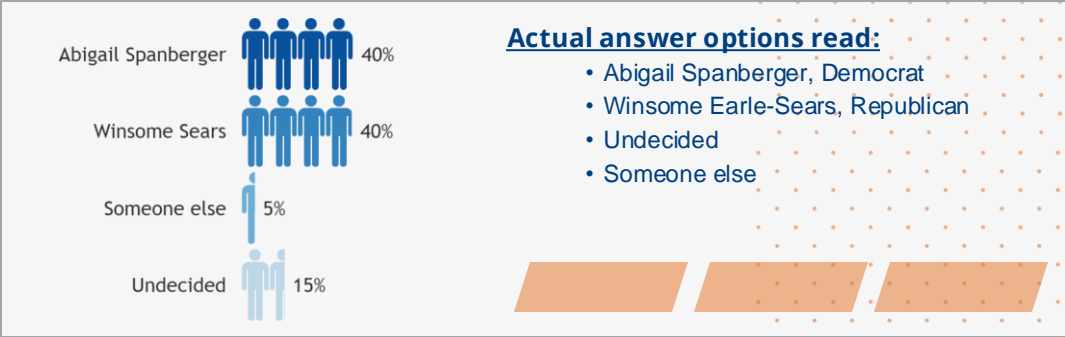 Abigail Spanberger 40%
Winsome Sears 40%
Someone else 5%
Undecided 15%
Actual answer options read:
• Abigail Spanberger, Democrat
• Winsome Earle-Sears, Republican
• Undecided
• Someone else